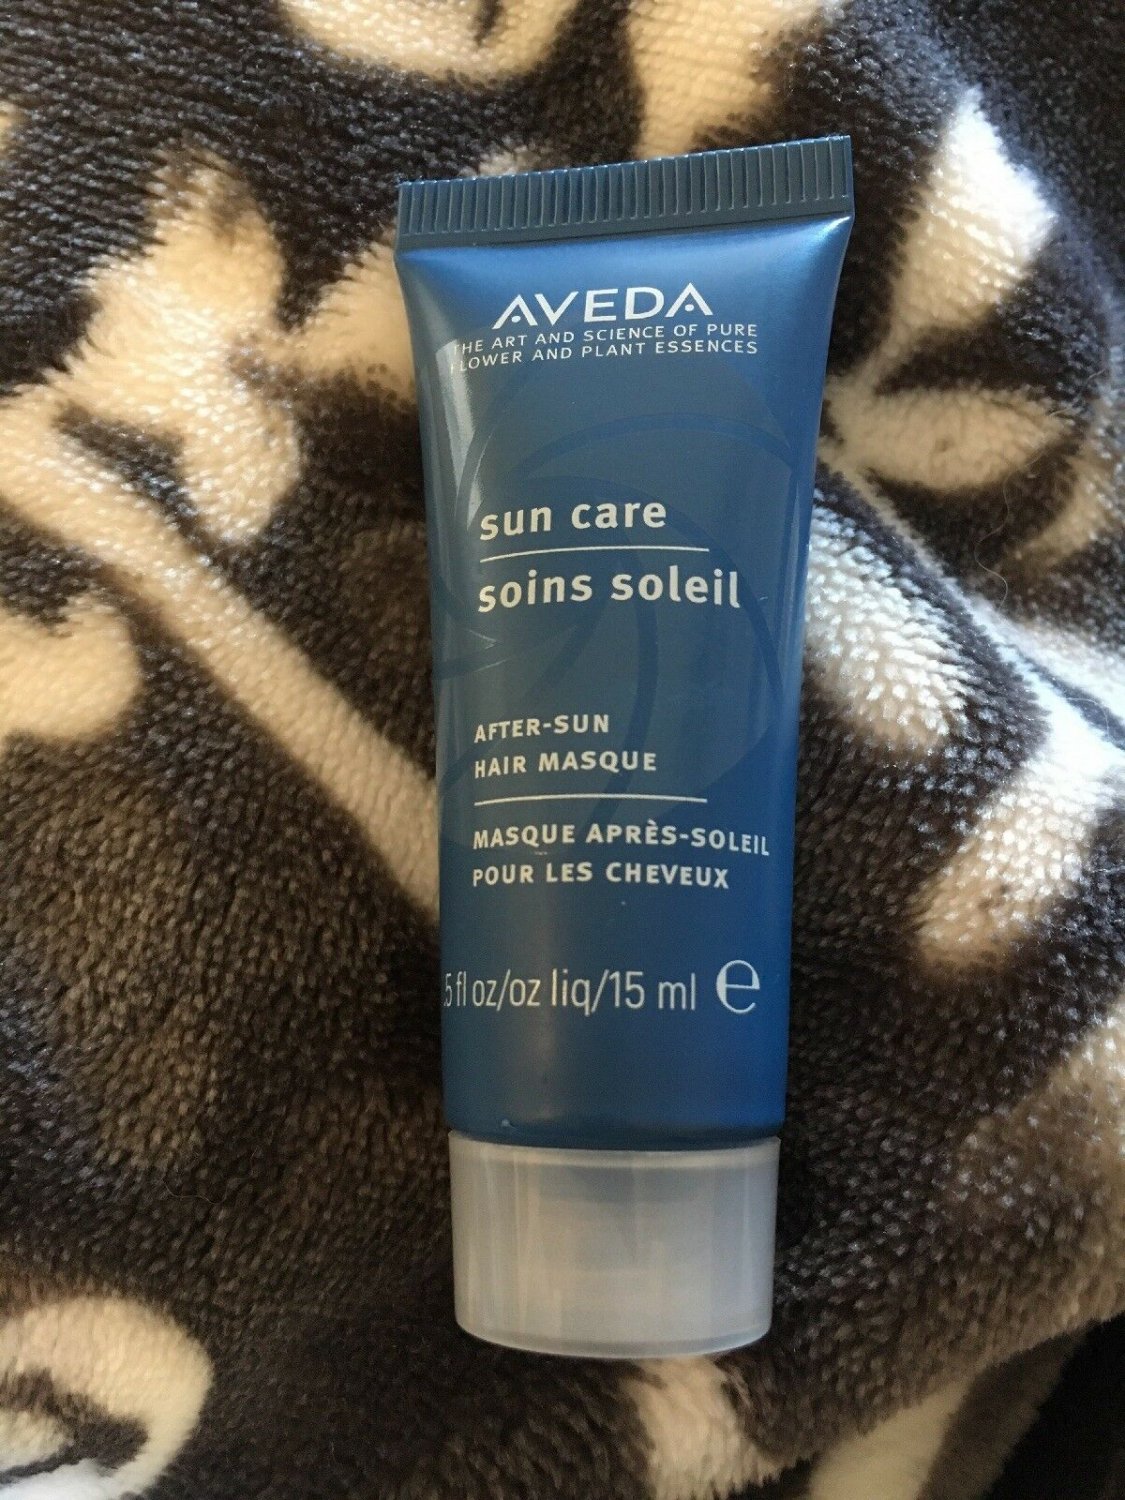 AVEDA
THE ART AND SCIENCE OF PURE
FLOWER AND PLANT ESSENCES
sun care
soins soleil
AFTER-SUN
HAIR MASQUE
MASQUE APRÈS-SOLEIL
POUR LES CHEVEUX
.5 fl oz/oz liq/15 ml e